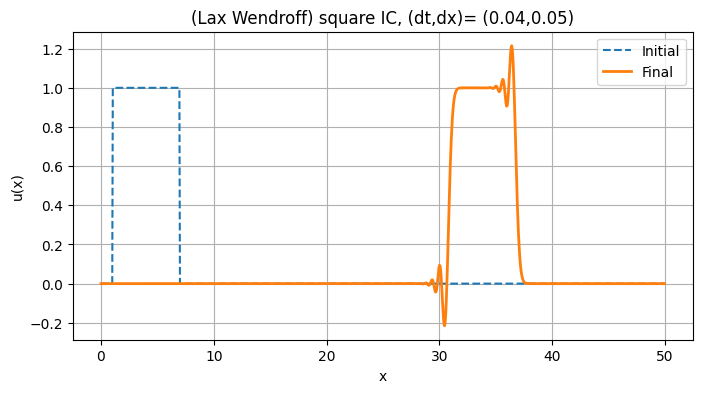 (Lax Wendroff) square IC, (dt,dx)= (0.04,0.05)
1.2
1.0
0.8
0.6
0.4
0.2
0.0
−0.2
u(x)
Initial
Final
0
10
20
30
40
50
x